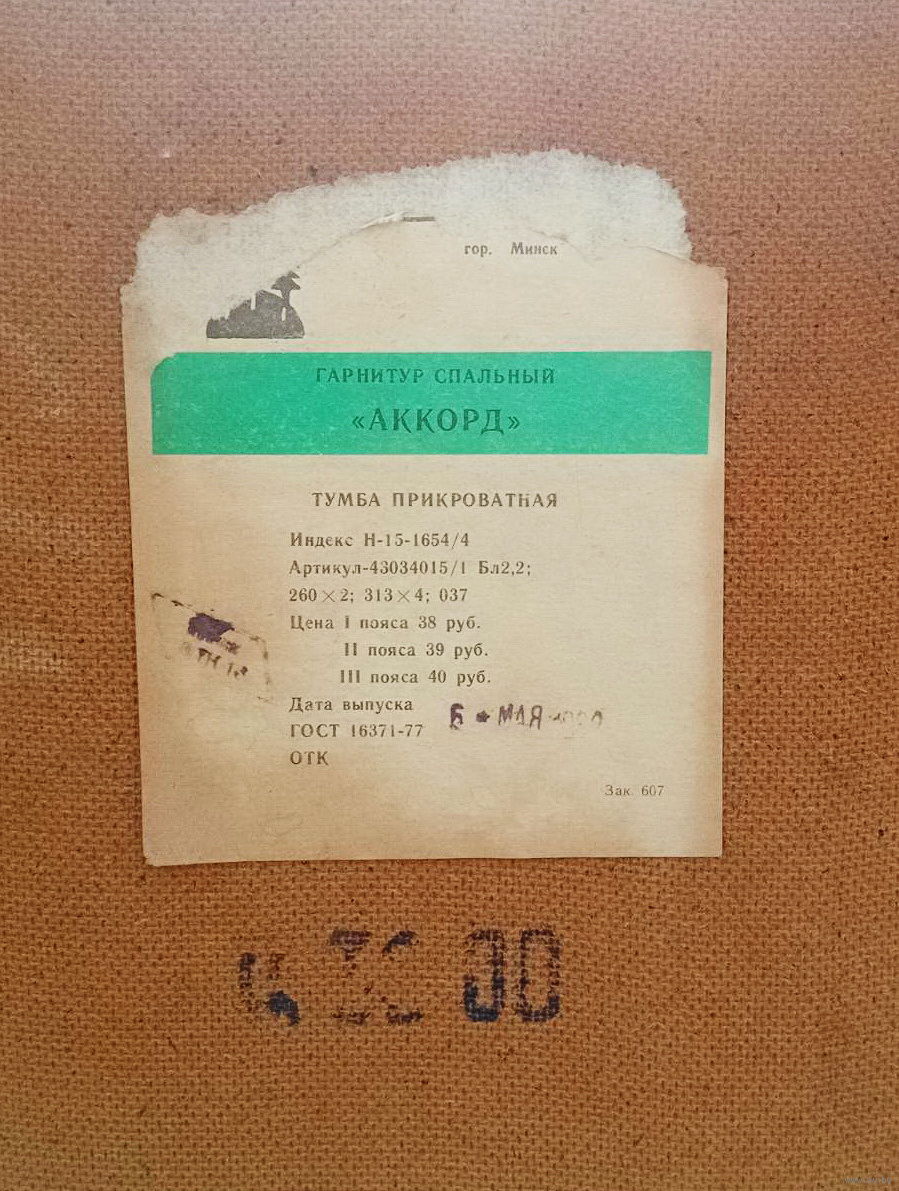 гор. Минск
ГАРНИТУР СПАЛЬНЫЙ
«АККОРД»
ТУМБА ПРИКРОВАТНАЯ
Индекс Н-15-1654/4
Артикул-43034015/1 Бл2,2;
260×2; 313×4; 037
Цена I пояса 38 руб.
II пояса 39 руб.
III пояса 40 руб.
Дата выпуска 6 МАЯ
ГОСТ 16371-77
ОТК
Зак. 607